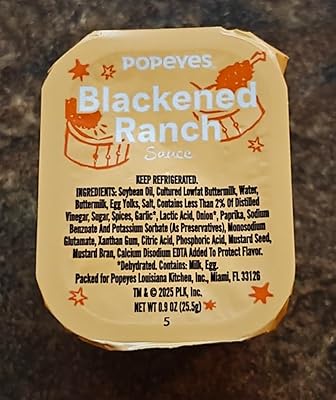 POPEYES
Blackened
Ranch
Sauce
KEEP REFRIGERATED.
INGREDIENTS: Soybean Oil, Cultured Lowfat Buttermilk, Water,
Buttermilk, Egg Yolks, Salt, Contains Less Than 2% Of Distilled
Vinegar, Sugar, Spices, Garlic*, Lactic Acid, Onion*, Paprika, Sodium
Benzoate And Potassium Sorbate (As Preservatives), Monosodium
Glutamate, Xanthan Gum, Citric Acid, Phosphoric Acid, Mustard Seed,
Mustard Bran, Calcium Disodium EDTA Added To Protect Flavor.
*Dehydrated. Contains: Milk, Egg.
Packed for Popeyes Louisiana Kitchen, Inc., Miami, FL 33126
TM & © 2025 PLK, Inc.
NET WT 0.9 OZ (25.5g)
5